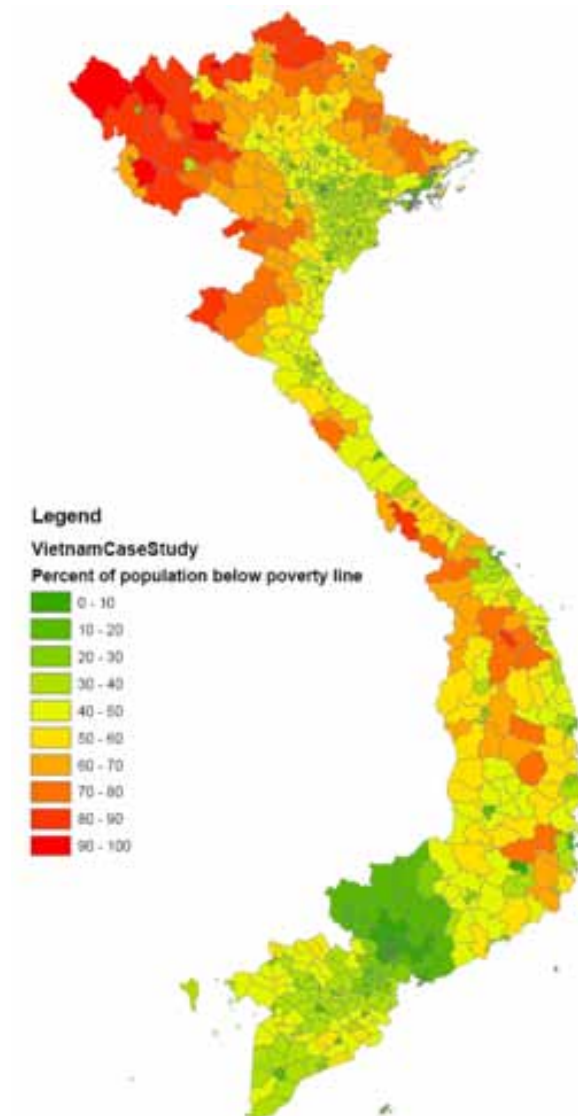 Legend
VietnamCaseStudy
Percent of population below poverty line
0 - 10
10 - 20
20 - 30
30 - 40
40 - 50
50 - 60
60 - 70
70 - 80
80 - 90
90 - 100